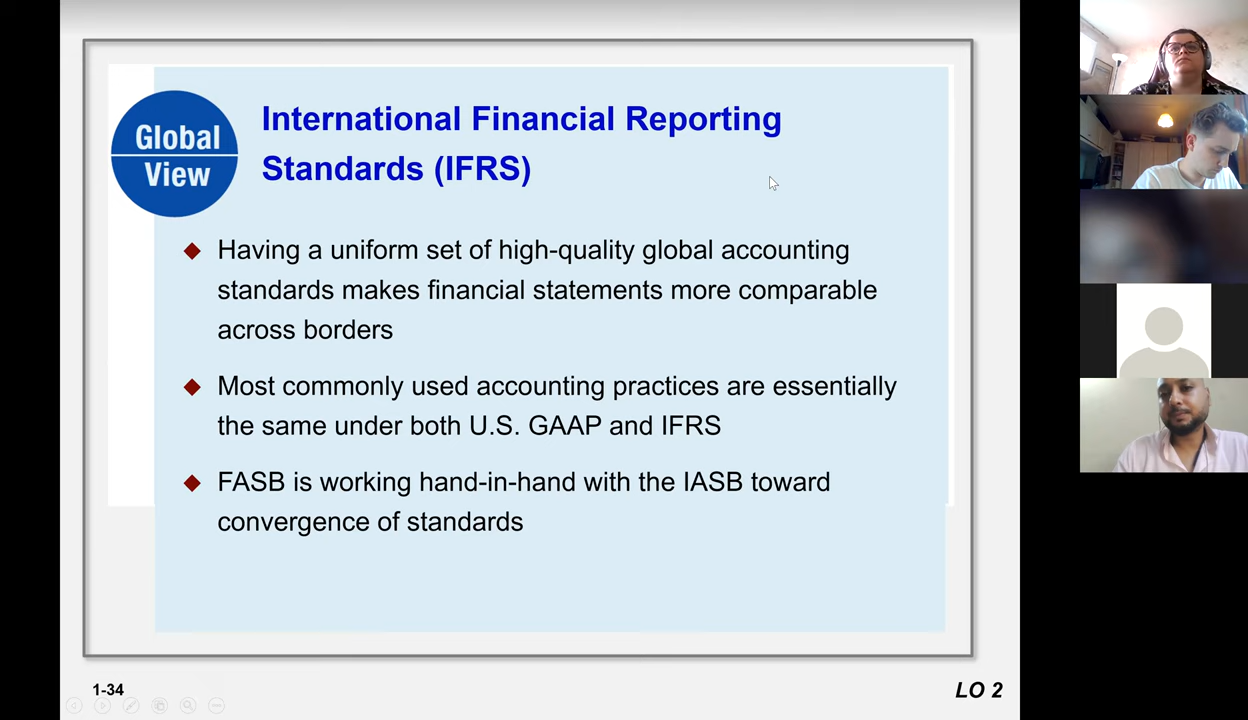 Global
View
International Financial Reporting
Standards (IFRS)
Having a uniform set of high-quality global accounting
standards makes financial statements more comparable
across borders
Most commonly used accounting practices are essentially
the same under both U.S. GAAP and IFRS
FASB is working hand-in-hand with the IASB toward
convergence of standards
1-34
LO 2